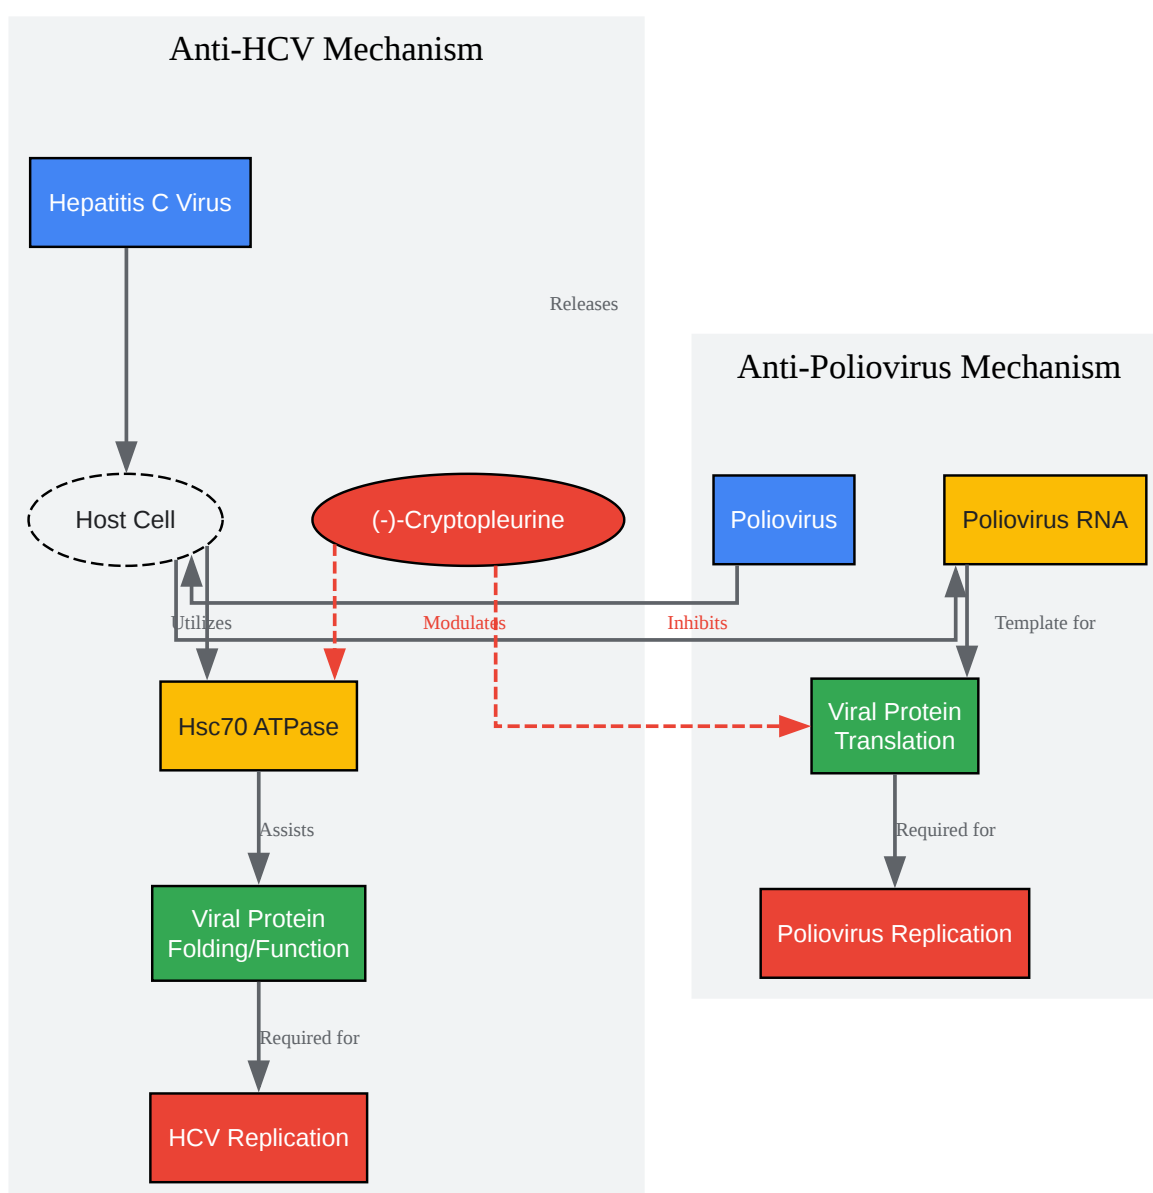 Anti-HCV Mechanism
Hepatitis C Virus
Releases
Anti-Poliovirus Mechanism
Host Cell
(-)-Cryptopleurine
Poliovirus
Poliovirus RNA
Utilizes
Modulates
Inhibits
Template for
Hsc70 ATPase
Viral Protein
Translation
Assists
Required for
Viral Protein
Folding/Function
Poliovirus Replication
Required for
HCV Replication